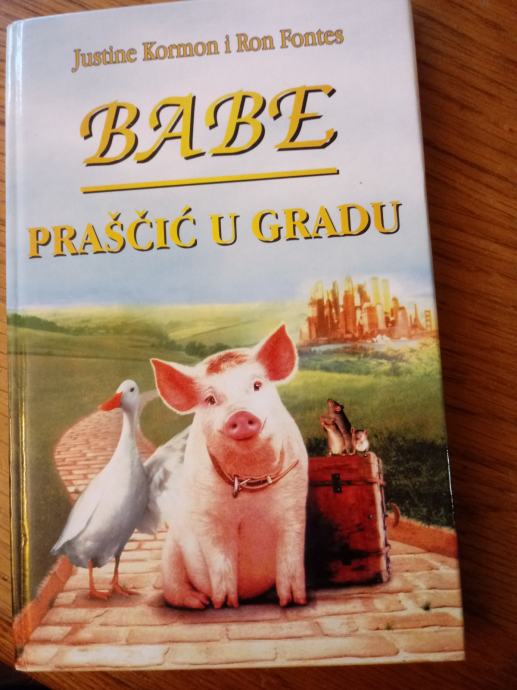 Justine Kormon i Ron Fontes
BABE
PRAŠČIĆ U GRADU